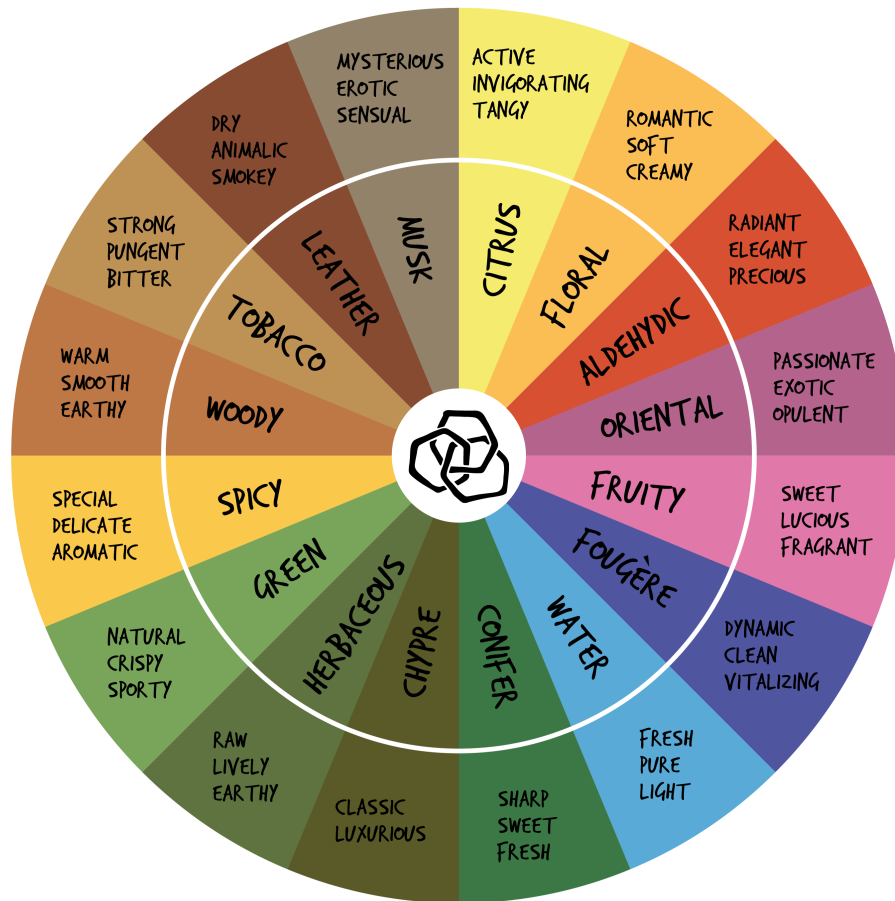 ACTIVE
INVIGORATING
TANGY
CITRUS
ROMANTIC
SOFT
CREAMY
FLORAL
RADIANT
ELEGANT
PRECIOUS
ALDEHYDIC
PASSIONATE
EXOTIC
OPULENT
ORIENTAL
SWEET
LUCIOUS
FRAGRANT
FRUITY
DYNAMIC
CLEAN
VITALIZING
FOUGÈRE
FRESH
PURE
LIGHT
WATER
SHARP
SWEET
FRESH
CONIFER
CLASSIC
LUXURIOUS
CHYPRE
RAW
LIVELY
EARTHY
HERBACEOUS
NATURAL
CRISPY
SPORTY
GREEN
SPECIAL
DELICATE
AROMATIC
SPICY
WARM
SMOOTH
EARTHY
WOODY
STRONG
PUNGENT
BITTER
TOBACCO
DRY
ANIMALIC
SMOKEY
LEATHER
MYSTERIOUS
EROTIC
SENSUAL
MUSK